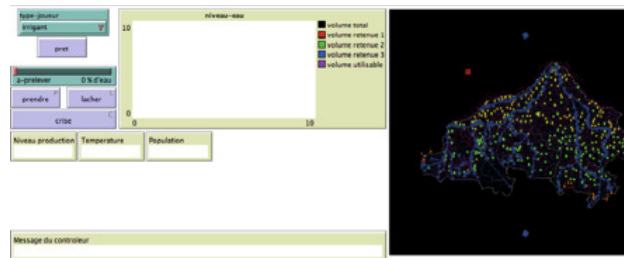 type-joueur
irrigant
pret
a-prelever 0 % d'eau
prendre
lacher
crise
niveau-eau
10
0
0
10
volume total
volume retenue 1
volume retenue 2
volume retenue 3
volume utilisable
Niveau production
Temperature
Population
Message du controleur